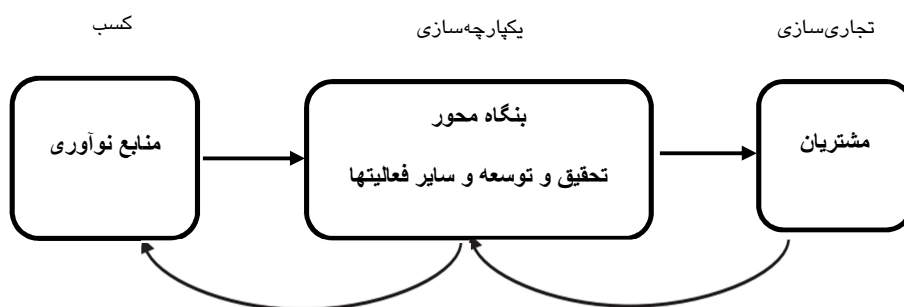 کسب
یکپارچه‌سازی
تجاری‌سازی
منابع نوآوری
بنگاه محور
تحقیق و توسعه و سایر فعالیتها
مشتریان